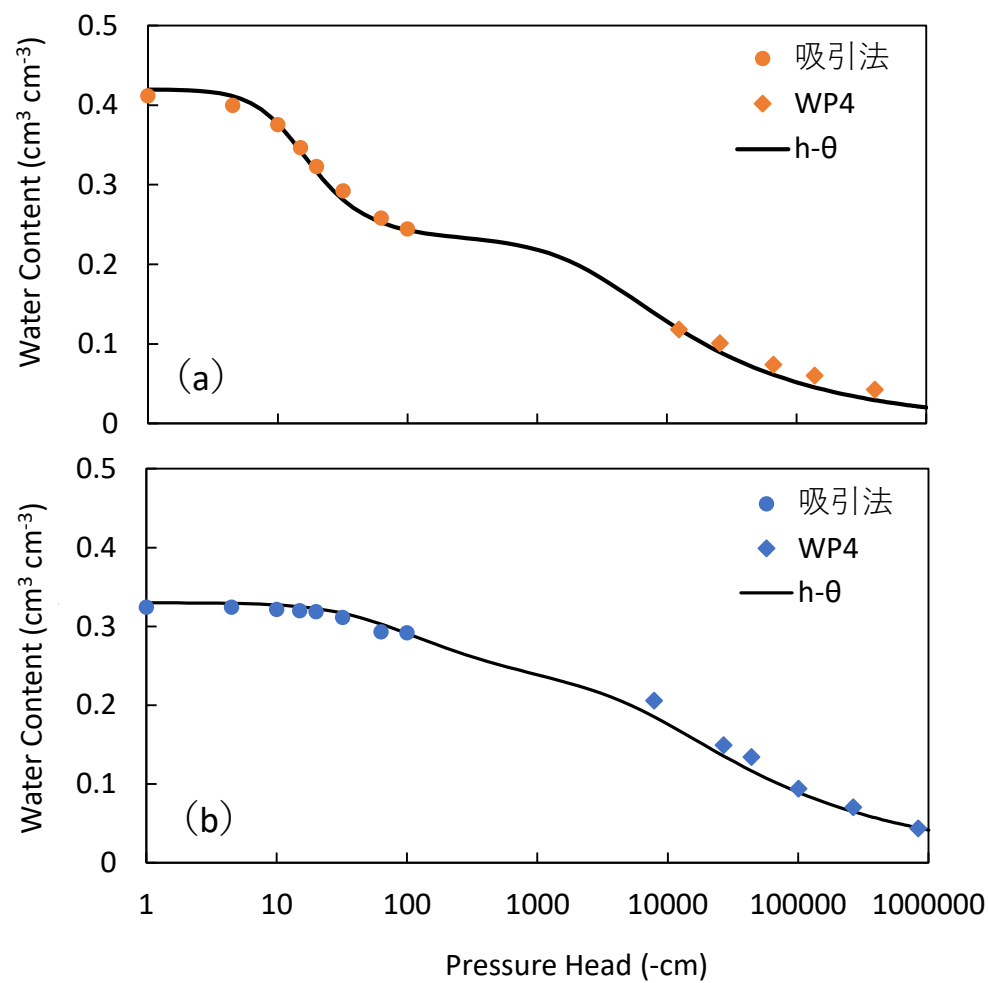 0.5
0.4
0.3
0.2
0.1
0
Water Content (cm³ cm⁻³)
吸引法
WP4
h-θ
（a）
0.5
0.4
0.3
0.2
0.1
0
Water Content (cm³ cm⁻³)
吸引法
WP4
h-θ
（b）
1 10 100 1000 10000 100000 1000000
Pressure Head (-cm)